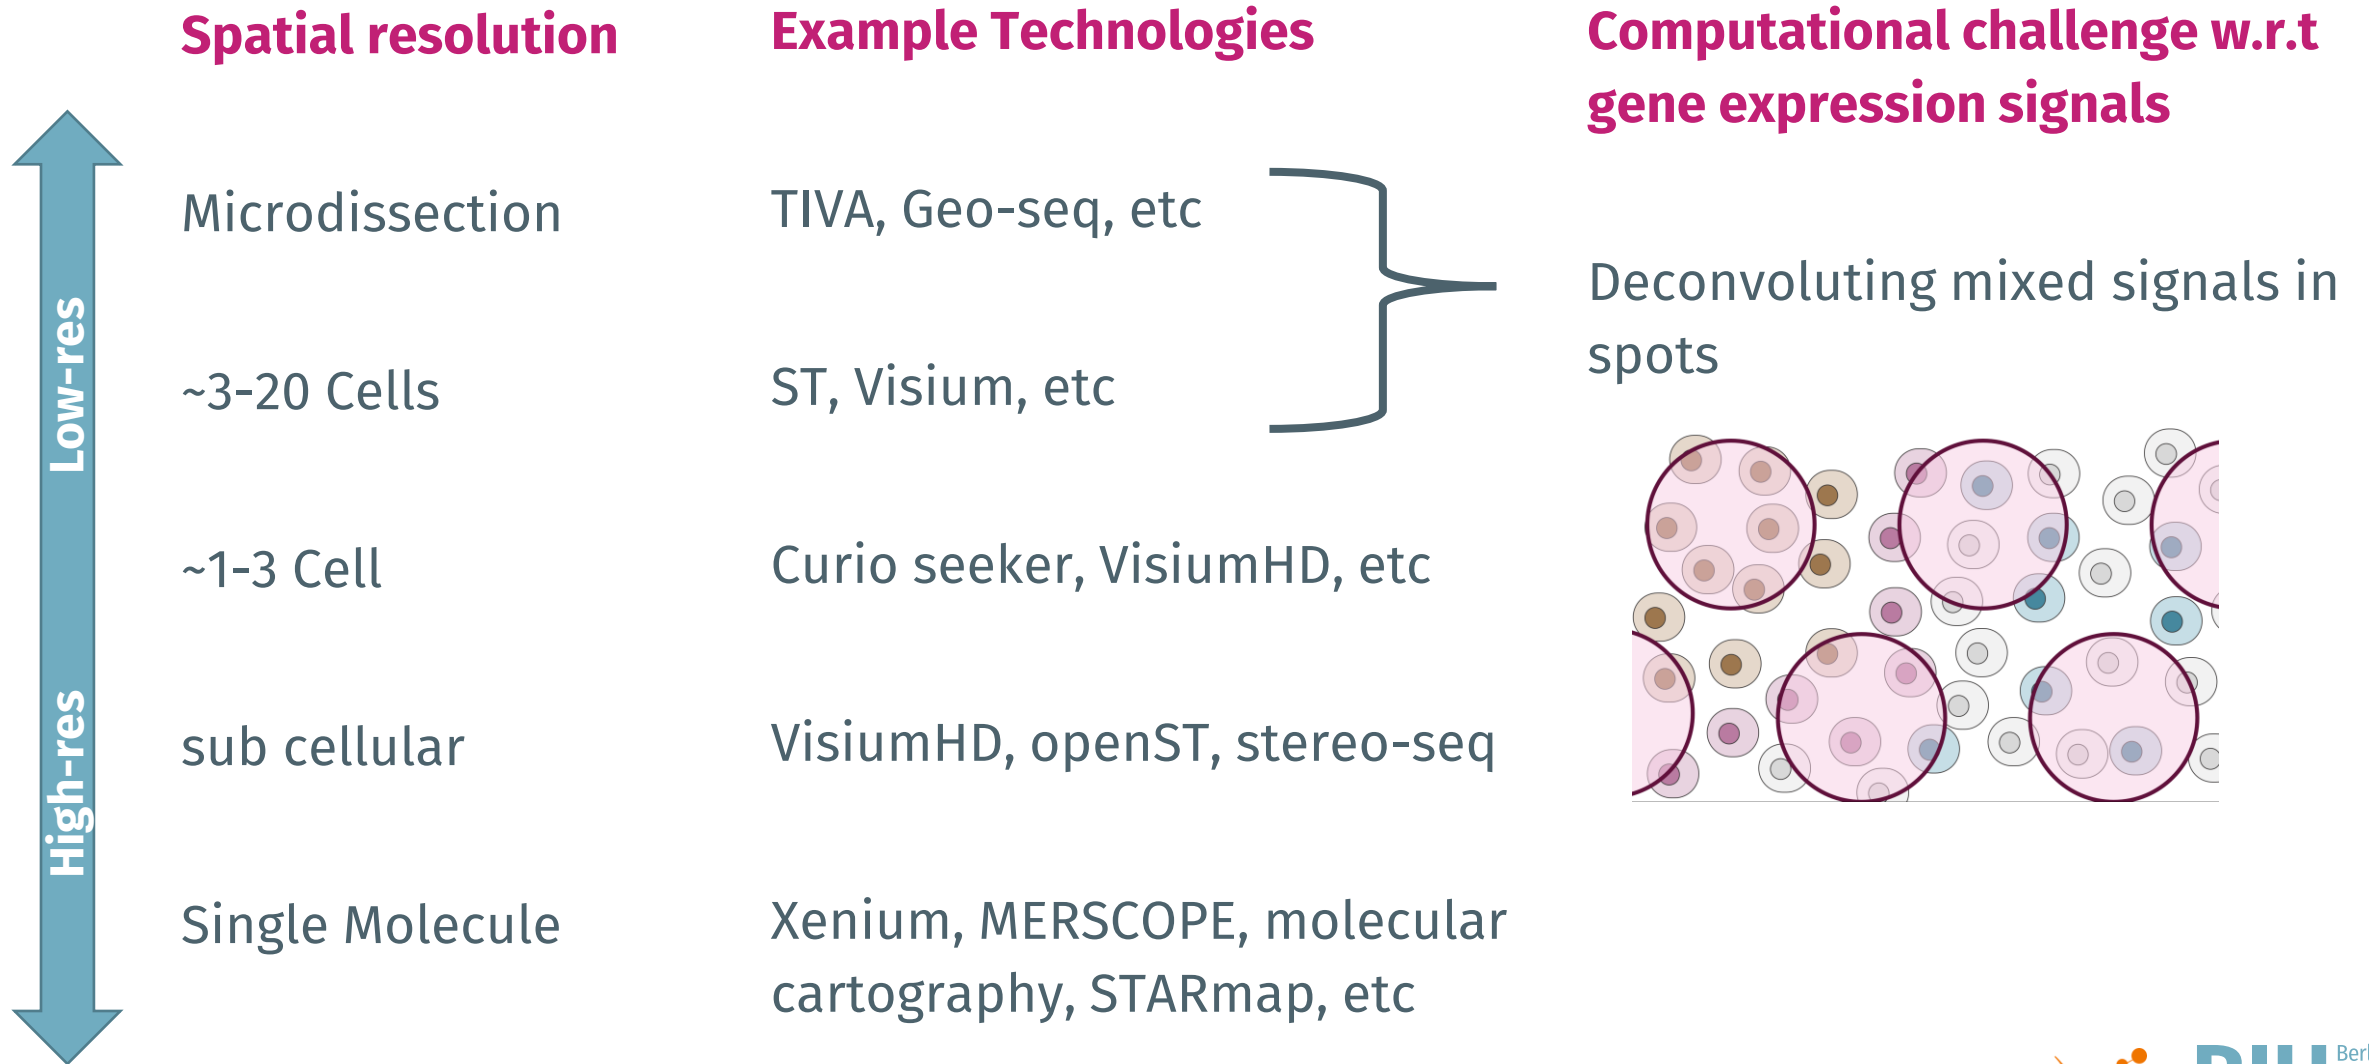 Spatial resolution
Example Technologies
Computational challenge w.r.t
gene expression signals
Low-res
High-res
Microdissection
TIVA, Geo-seq, etc
Deconvoluting mixed signals in
spots
~3-20 Cells
ST, Visium, etc
~1-3 Cell
Curio seeker, VisiumHD, etc
sub cellular
VisiumHD, openST, stereo-seq
Single Molecule
Xenium, MERSCOPE, molecular
cartography, STARmap, etc